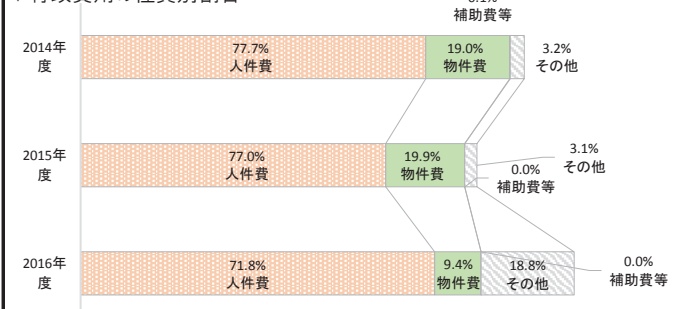 補助費等
2014年
度
77.7%
人件費
19.0%
物件費
3.2%
その他
2015年
度
77.0%
人件費
19.9%
物件費
0.0%
補助費等
3.1%
その他
2016年
度
71.8%
人件費
9.4%
物件費
18.8%
その他
0.0%
補助費等